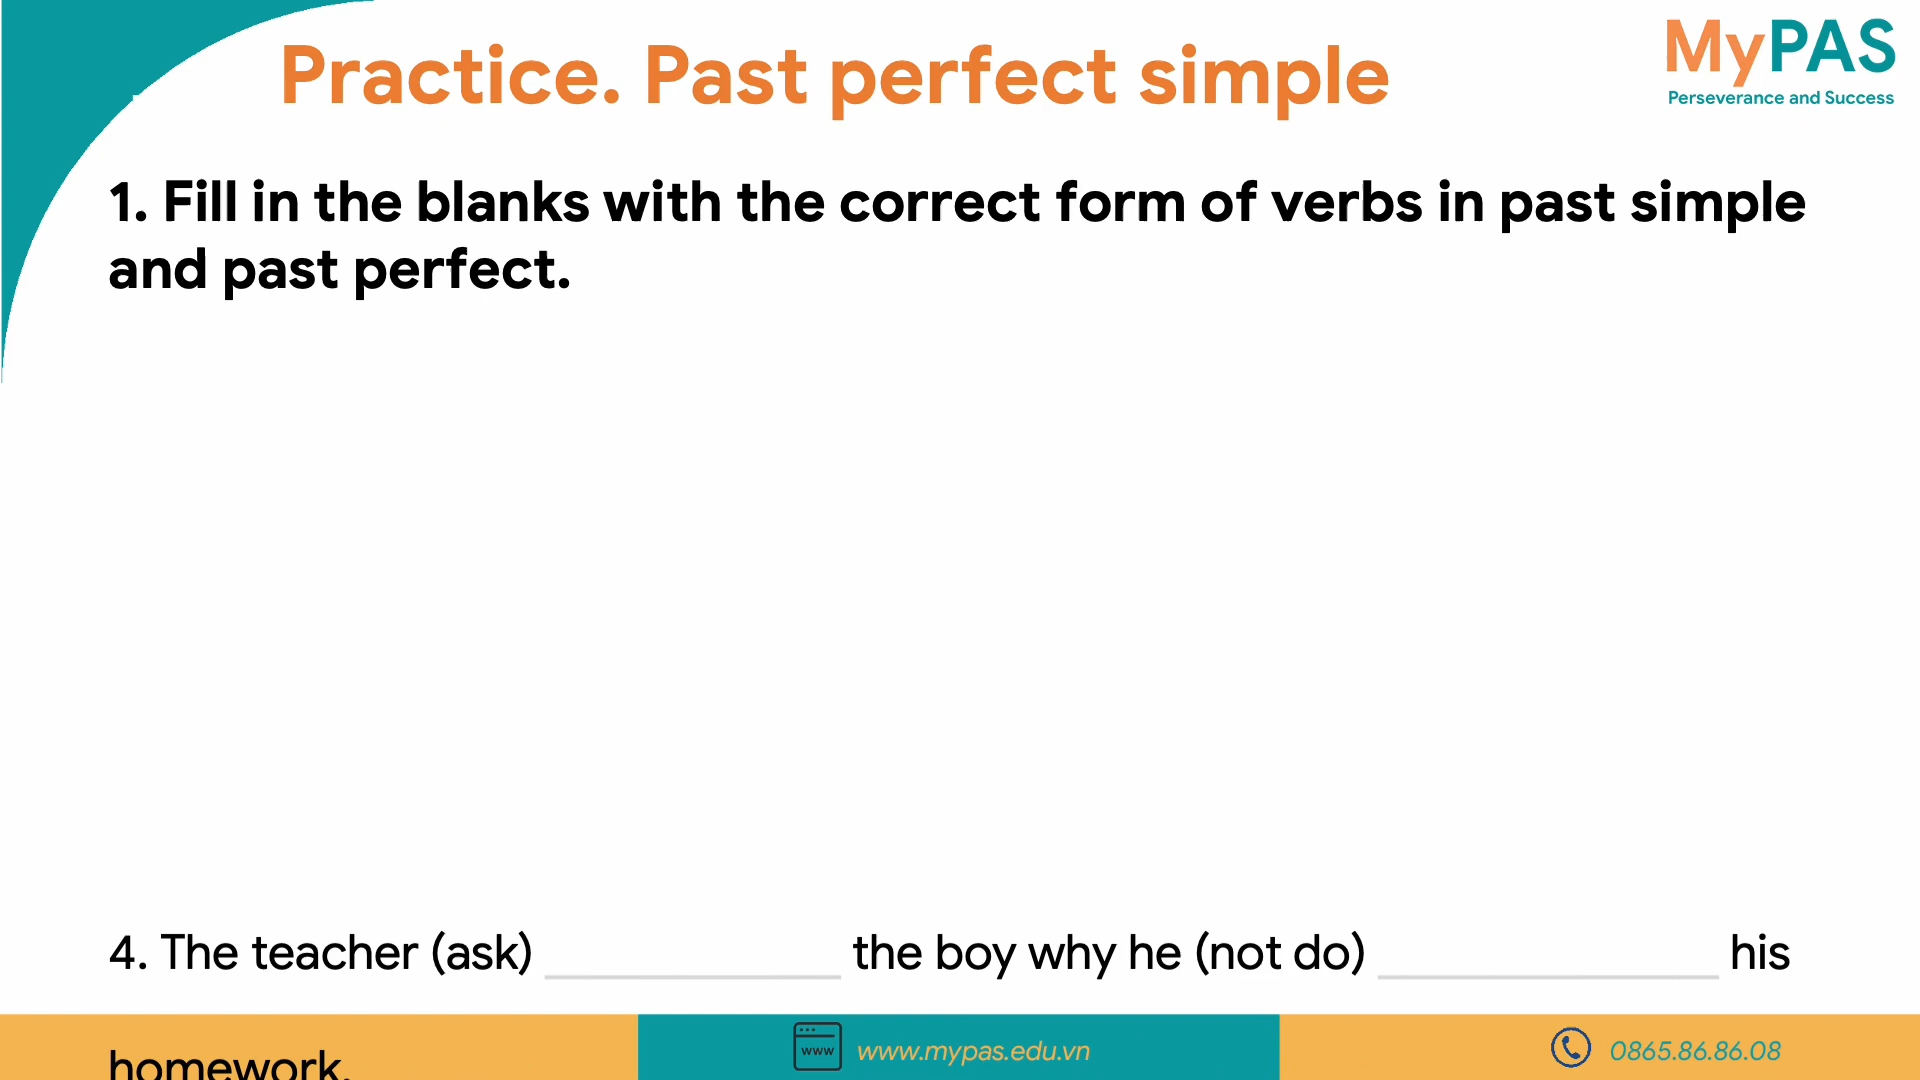 Practice. Past perfect simple
MyPAS
Perseverance and Success
1. Fill in the blanks with the correct form of verbs in past simple
and past perfect.
4. The teacher (ask) ____________ the boy why he (not do) ______________ his
homework.
www
www.mypas.edu.vn
0865.86.86.08